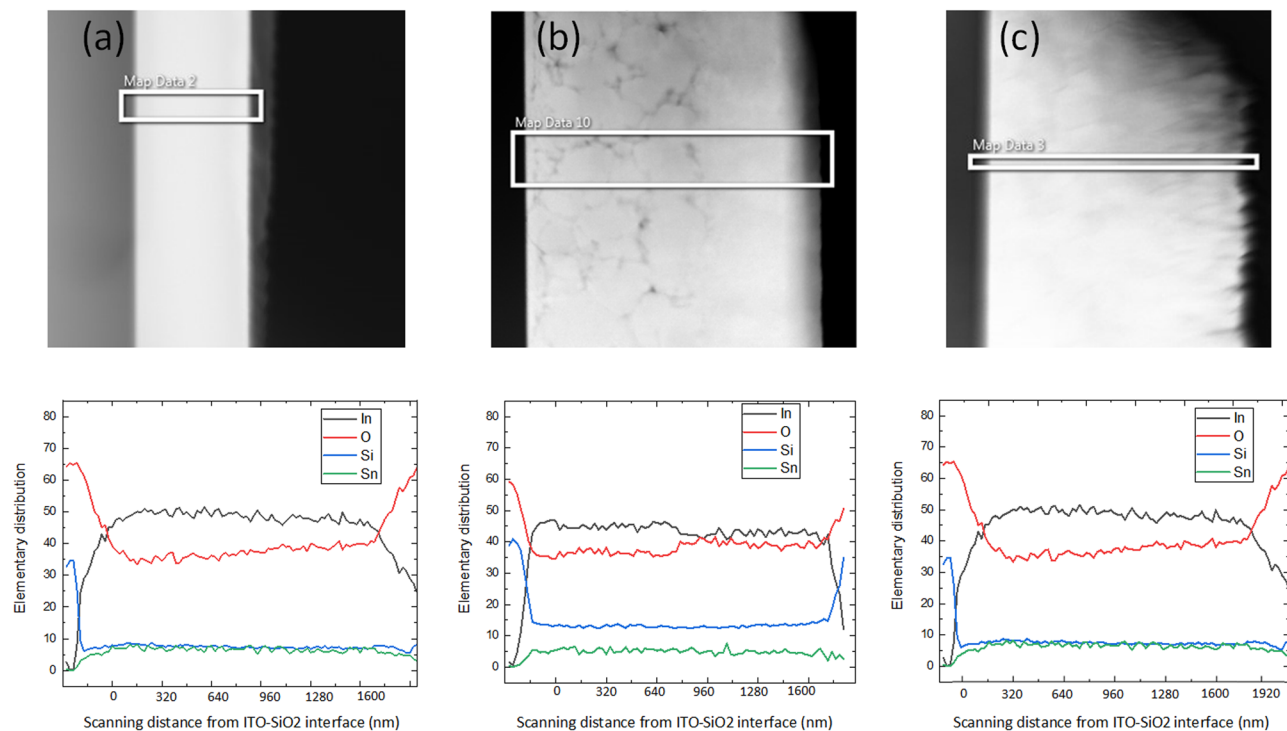 (a)
Map Data 2
(b)
Map Data 10
(c)
Map Data 3
80
70
60
50
40
30
20
10
0
Elementary distribution
In
O
Si
Sn
0 320 640 960 1280 1600
Scanning distance from ITO-SiO2 interface (nm)
80
70
60
50
40
30
20
10
0
Elementary distribution
In
O
Si
Sn
0 320 640 960 1280 1600
Scanning distance from ITO-SiO2 interface (nm)
80
70
60
50
40
30
20
10
0
Elementary distribution
In
O
Si
Sn
0 320 640 960 1280 1600 1920
Scanning distance from ITO-SiO2 interface (nm)